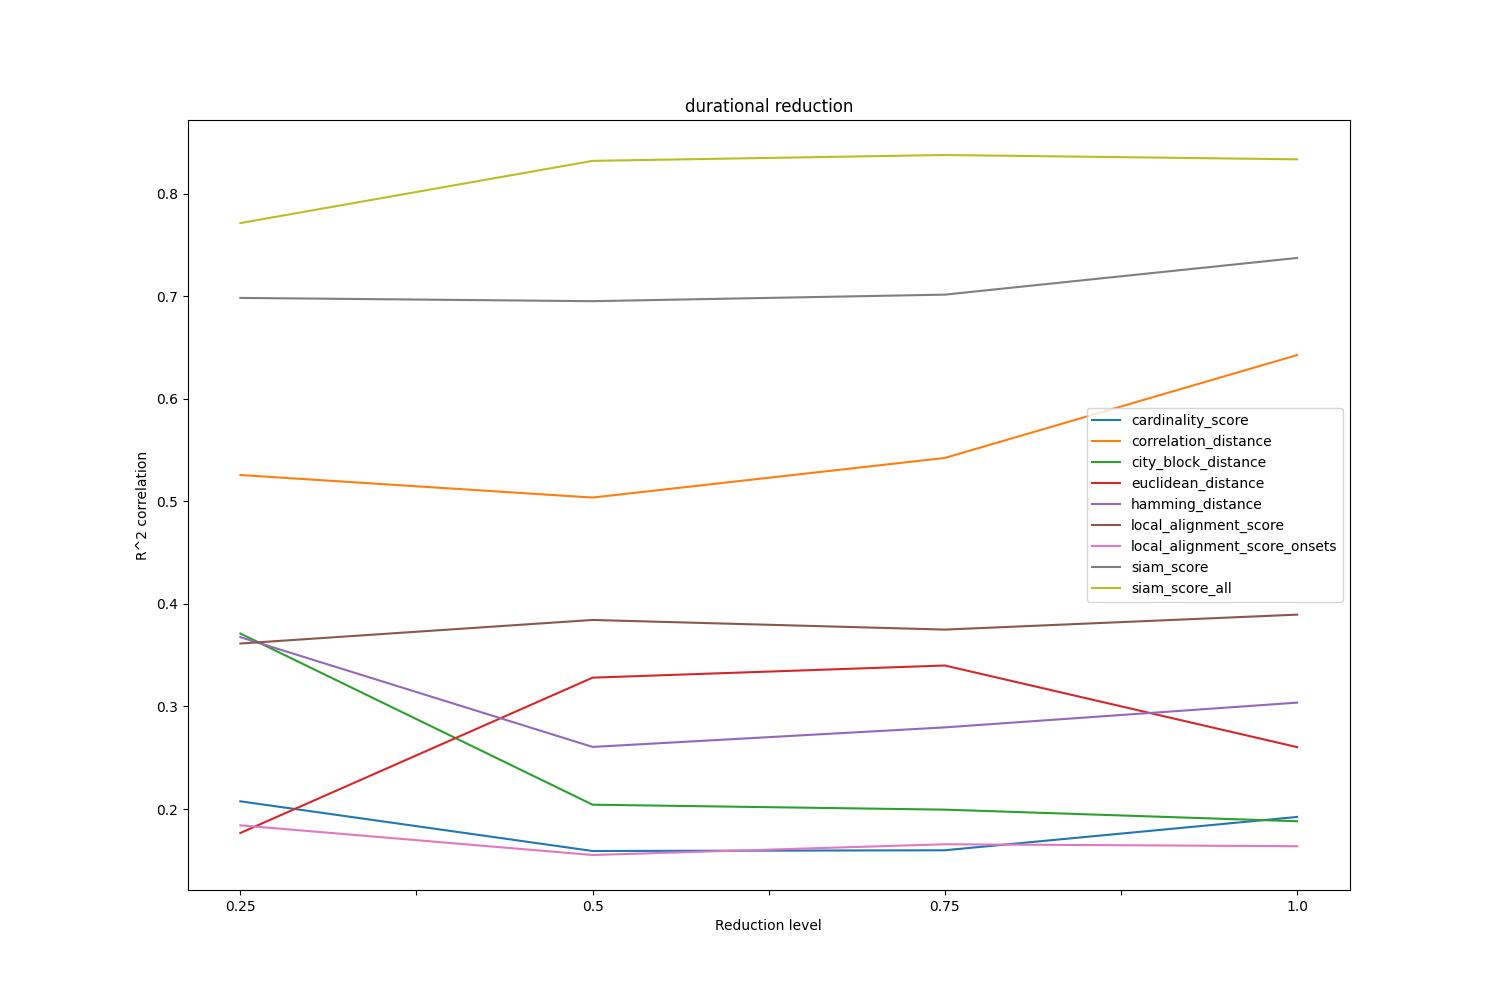 durational reduction
R^2 correlation
0.8
0.7
0.6
0.5
0.4
0.3
0.2
cardinality_score
correlation_distance
city_block_distance
euclidean_distance
hamming_distance
local_alignment_score
local_alignment_score_onsets
siam_score
siam_score_all
0.25
0.5
0.75
1.0
Reduction level